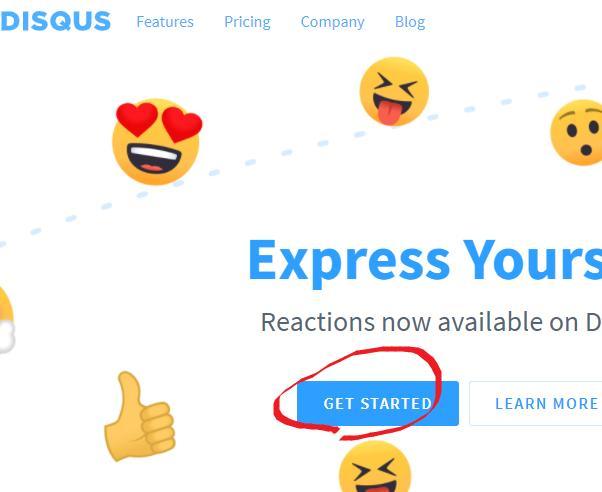 DISQUS Features Pricing Company Blog
Express Yours
Reactions now available on D
GET STARTED LEARN MORE